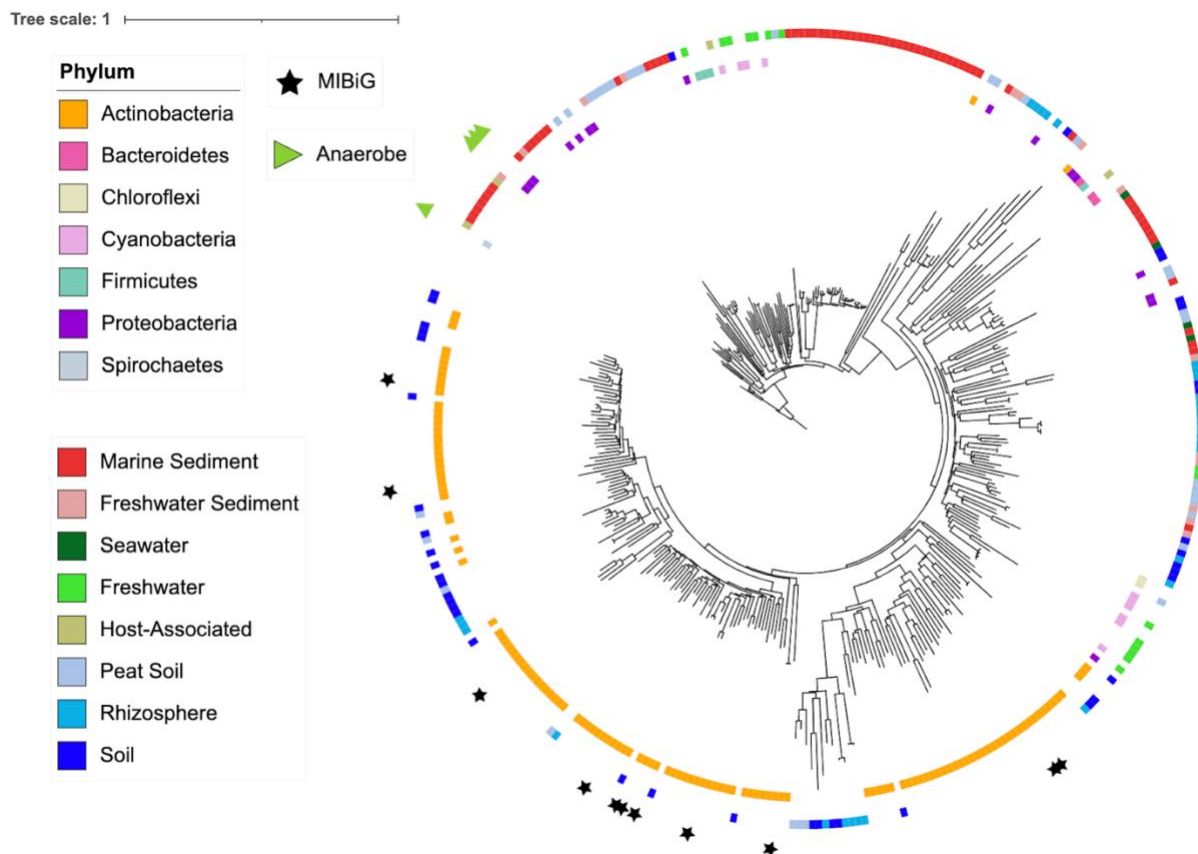 Tree scale: 1
Phylum
Actinobacteria
Bacteroidetes
Chloroflexi
Cyanobacteria
Firmicutes
Proteobacteria
Spirochaetes
MIBiG
Anaerobe
Marine Sediment
Freshwater Sediment
Seawater
Freshwater
Host-Associated
Peat Soil
Rhizosphere
Soil